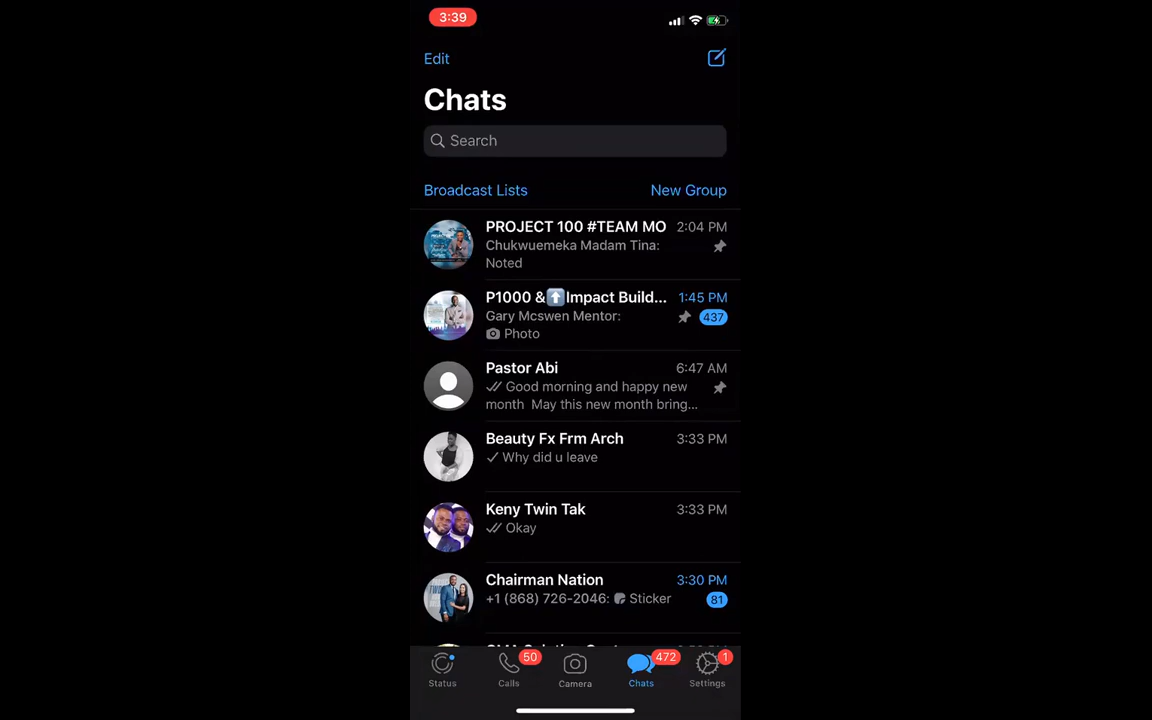 3:39
Edit
Chats
Search
Broadcast Lists
New Group
PROJECT 100 #TEAM MO 2:04 PM
Chukwuemeka Madam Tina:
Noted
P1000 &⬆️Impact Build... 1:45 PM
Gary Mcswen Mentor: 437
Photo
Pastor Abi 6:47 AM
Good morning and happy new
month May this new month bring...
Beauty Fx Frm Arch 3:33 PM
Why did u leave
Keny Twin Tak 3:33 PM
Okay
Chairman Nation 3:30 PM
+1 (868) 726-2046: Sticker 81
50 472 1
Status Calls Camera Chats Settings